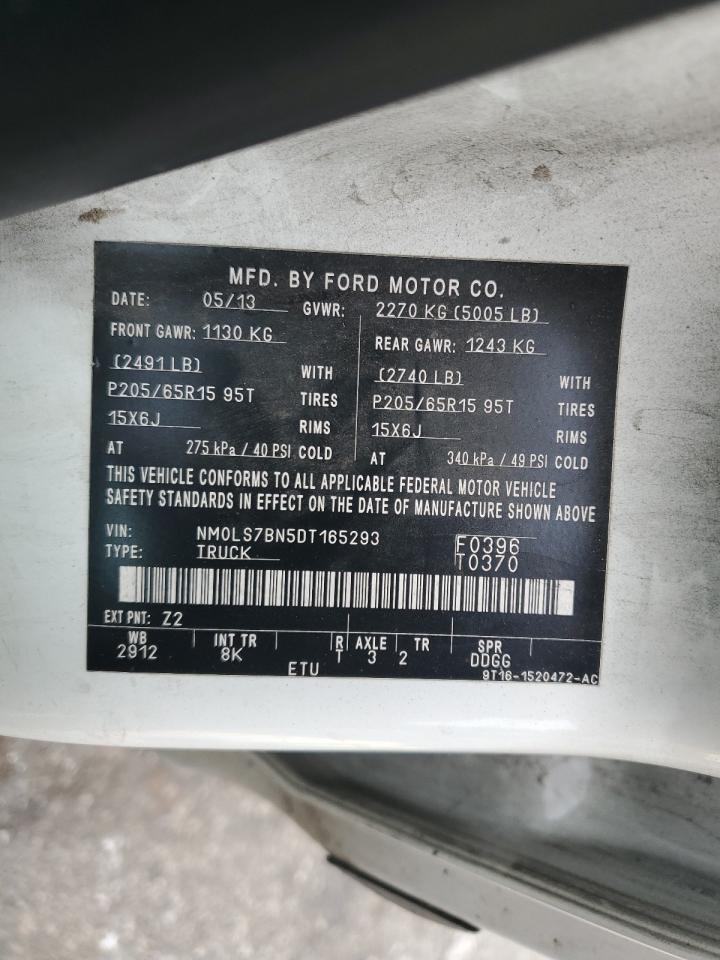 MFD. BY FORD MOTOR CO.
DATE: 05/13 GVWR: 2270 KG (5005 LB)
FRONT GAWR: 1130 KG REAR GAWR: 1243 KG
(2491 LB) WITH (2740 LB) WITH
P205/65R15 95T TIRES P205/65R15 95T TIRES
15X6J RIMS 15X6J RIMS
AT 275 kPa / 40 PSI COLD AT 340 kPa / 49 PSI COLD
THIS VEHICLE CONFORMS TO ALL APPLICABLE FEDERAL MOTOR VEHICLE
SAFETY STANDARDS IN EFFECT ON THE DATE OF MANUFACTURE SHOWN ABOVE
VIN: NM0LS7BN5DT165293 F0396
TYPE: TRUCK T0370
EXT PNT: Z2
WB INT TR R AXLE TR SPR
2912 8K T 3 2 DDGG
ETU 9T16-1520472-AC